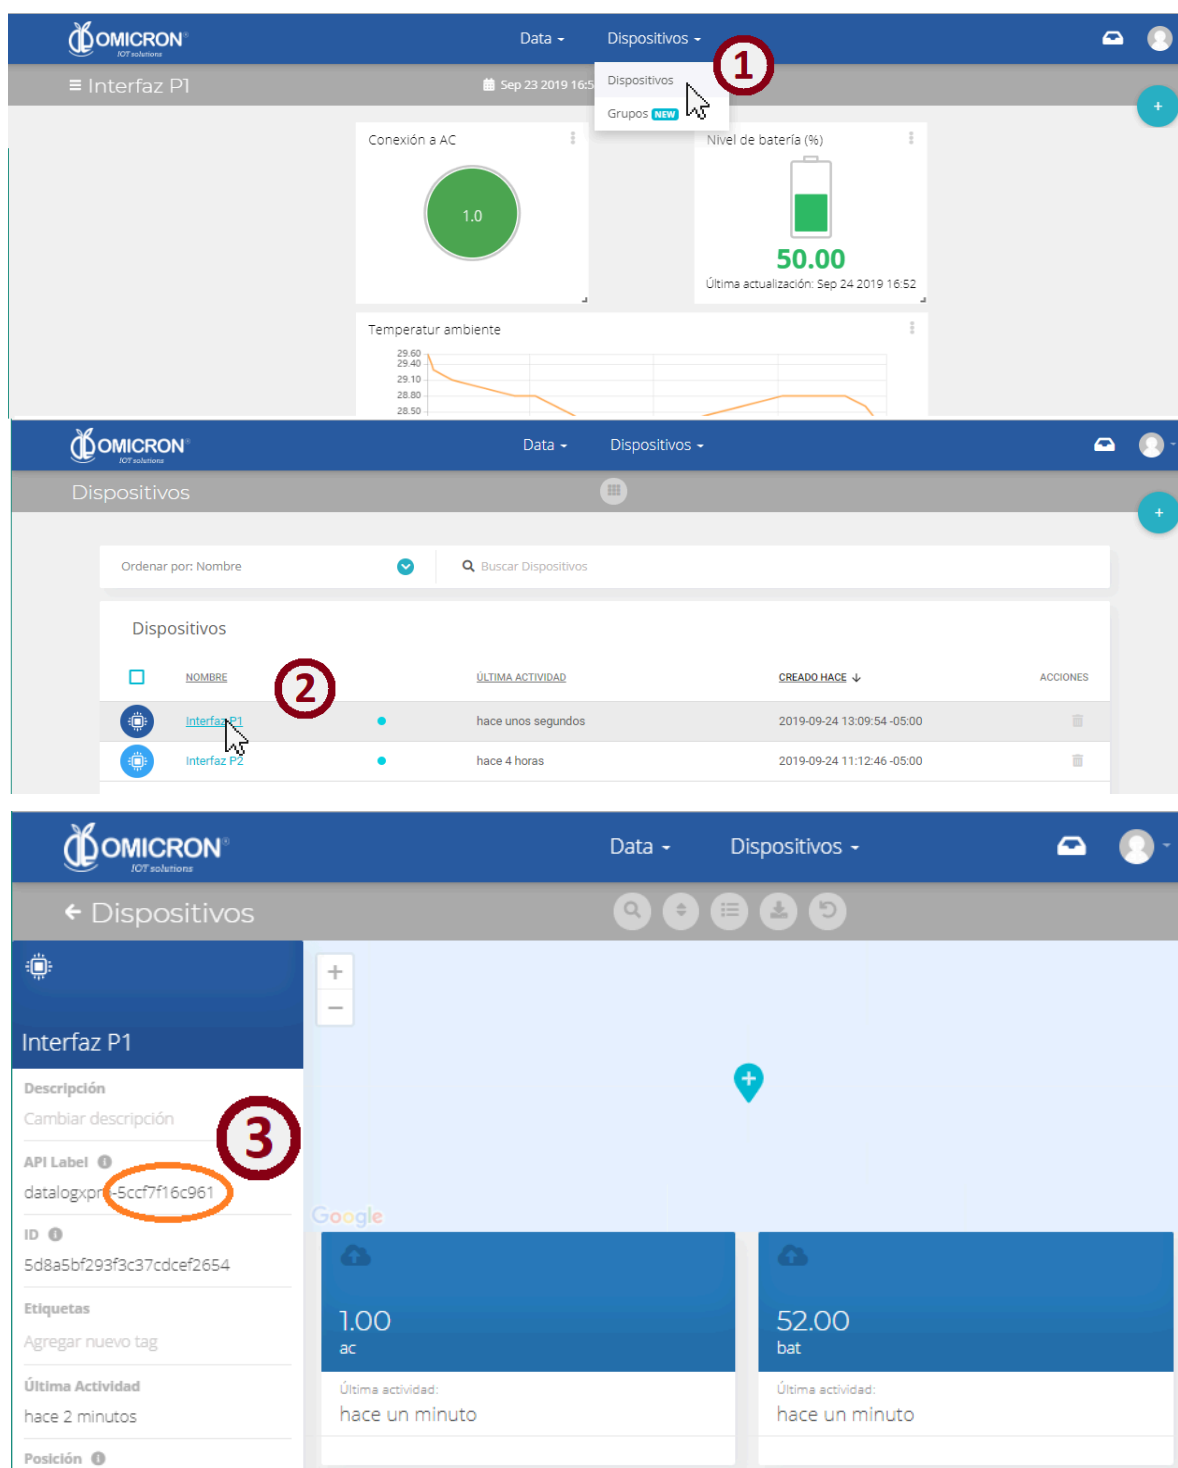 OMICRON®
IOT solutions
Data
Dispositivos
1
Interfaz P1
Sep 23 2019 16:5
Dispositivos
Grupos NEW
+
Conexión a AC
1.0
Nivel de batería (%)
50.00
Última actualización: Sep 24 2019 16:52
Temperatur ambiente
29.60
29.40
29.10
28.80
28.50
OMICRON®
IOT solutions
Data
Dispositivos
Dispositivos
+
Ordenar por: Nombre
Buscar Dispositivos
Dispositivos
NOMBRE
2
ÚLTIMA ACTIVIDAD
CREADO HACE
ACCIONES
Interfaz P1
hace unos segundos
2019-09-24 13:09:54 -05:00
Interfaz P2
hace 4 horas
2019-09-24 11:12:46 -05:00
OMICRON®
IOT solutions
Data
Dispositivos
Dispositivos
Interfaz P1
+
−
Descripción
Cambiar descripción
3
API Label
datalogxpro-5ccf7f16c961
ID
5d8a5bf293f3c37cdcef2654
Etiquetas
Agregar nuevo tag
Última Actividad
hace 2 minutos
Posición
Google
1.00
ac
Última actividad:
hace un minuto
52.00
bat
Última actividad:
hace un minuto